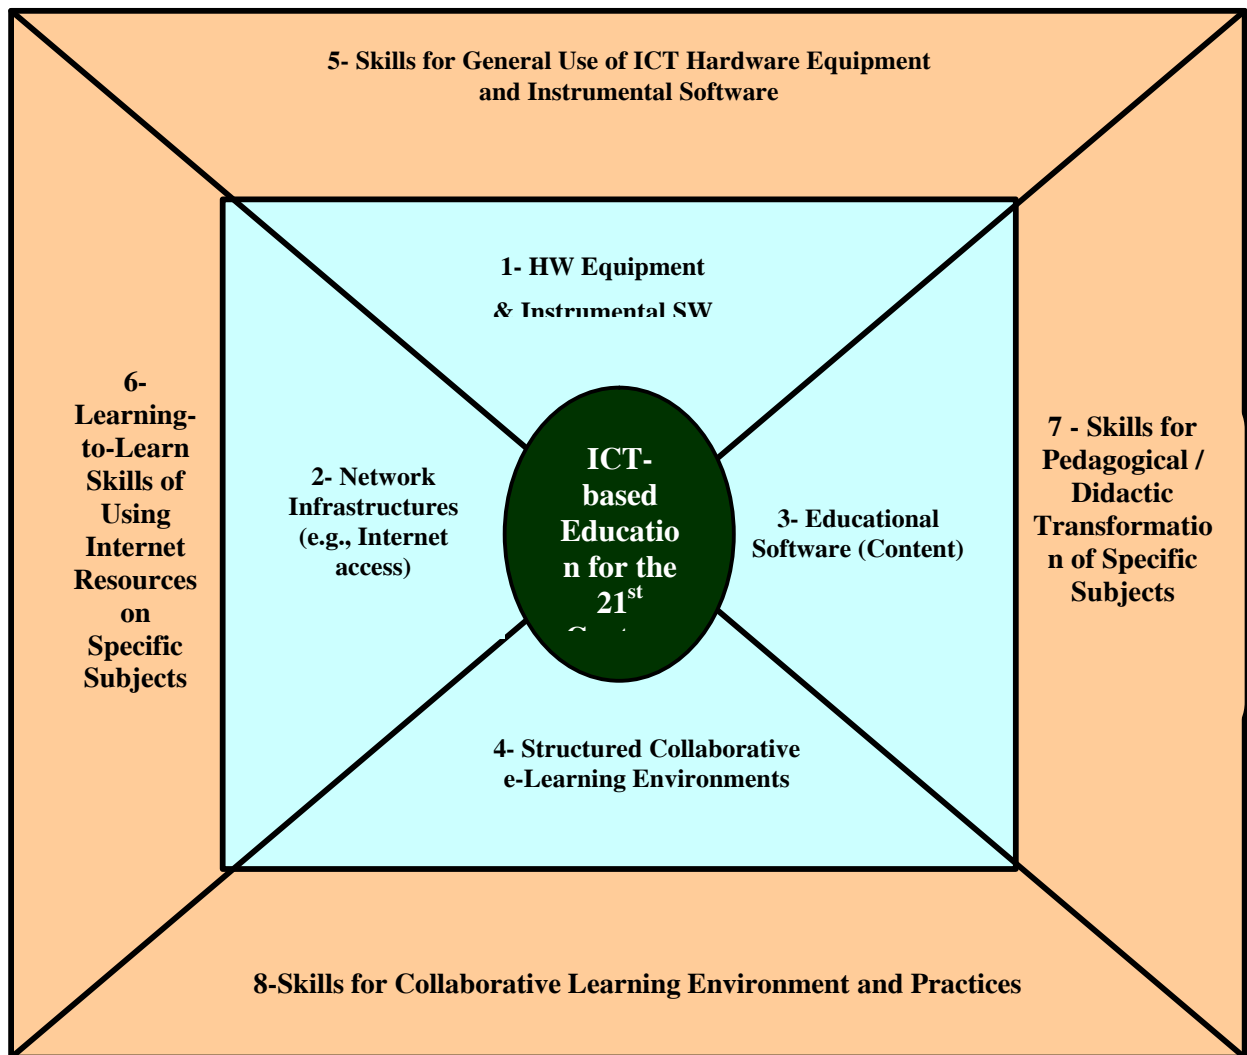 5- Skills for General Use of ICT Hardware Equipment
and Instrumental Software
1- HW Equipment
& Instrumental SW
6-
Learning-
to-Learn
Skills of
Using
Internet
Resources
on
Specific
Subjects
2- Network
Infrastructures
(e.g., Internet
access)
ICT-
based
Educatio
n for the
21st
3- Educational
Software (Content)
7 - Skills for
Pedagogical /
Didactic
Transformatio
n of Specific
Subjects
4- Structured Collaborative
e-Learning Environments
8-Skills for Collaborative Learning Environment and Practices